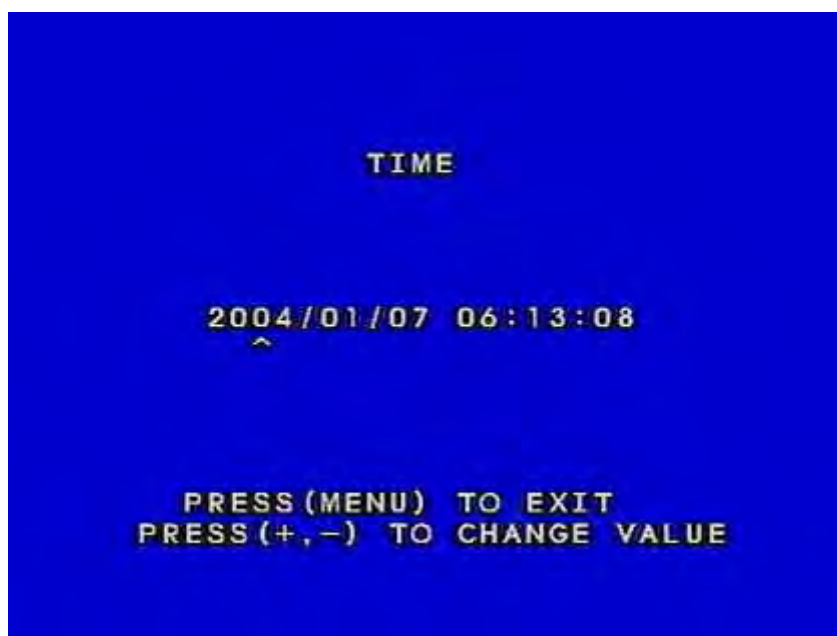 TIME
2004/01/07 06:13:08
^
PRESS(MENU) TO EXIT
PRESS(+,-) TO CHANGE VALUE